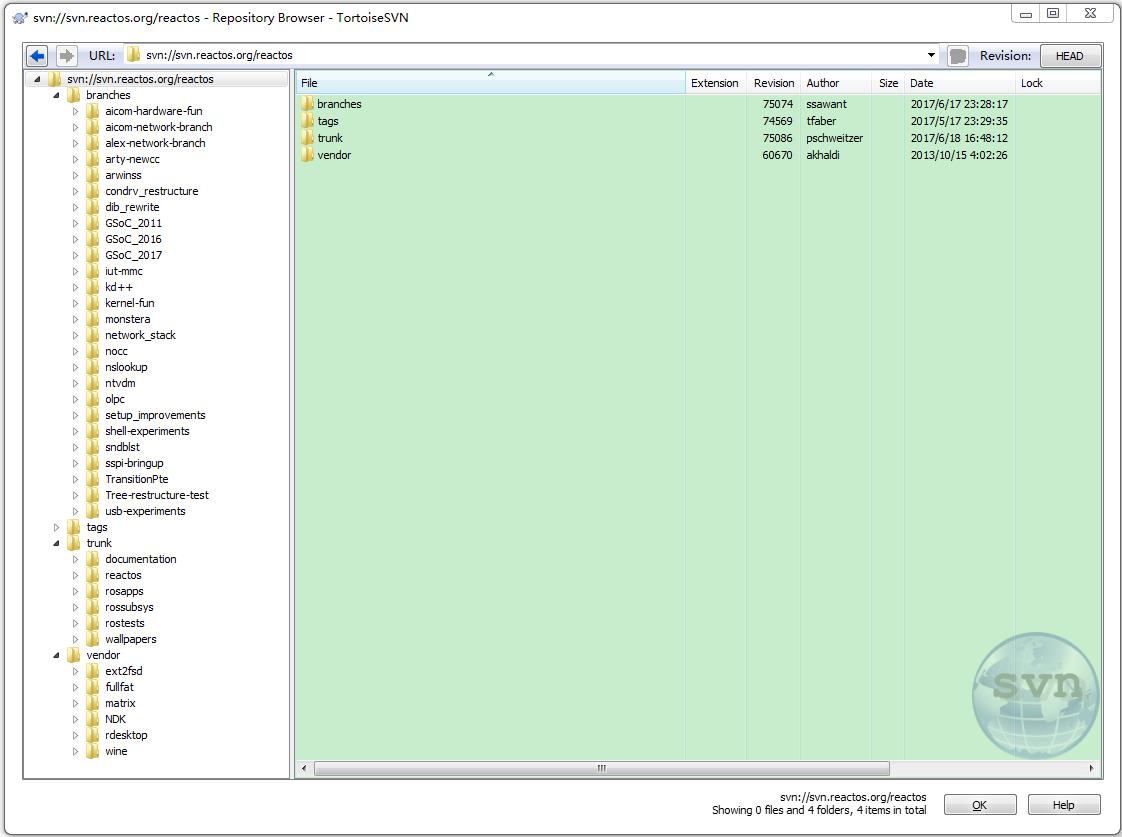 svn://svn.reactos.org/reactos - Repository Browser - TortoiseSVN
URL: svn://svn.reactos.org/reactos Revision: HEAD
svn://svn.reactos.org/reactos
branches
aicom-hardware-fun
aicom-network-branch
alex-network-branch
arty-newcc
arwinss
condrv_restructure
dib_rewrite
GSoC_2011
GSoC_2016
GSoC_2017
iut-mmc
kd++
kernel-fun
monstera
network_stack
nocc
nslookup
ntvdm
olpc
setup_improvements
shell-experiments
sndblst
sspi-bringup
TransitionPte
Tree-restructure-test
usb-experiments
tags
trunk
documentation
reactos
rosapps
rossubsys
rostests
wallpapers
vendor
ext2fsd
fullfat
matrix
NDK
rdesktop
wine
File Extension Revision Author Size Date Lock
branches 75074 ssawant 2017/6/17 23:28:17
tags 74569 tfaber 2017/5/17 23:29:35
trunk 75086 pschweitzer 2017/6/18 16:48:12
vendor 60670 akhaldi 2013/10/15 4:02:26
svn
svn://svn.reactos.org/reactos
Showing 0 files and 4 folders, 4 items in total
OK Help